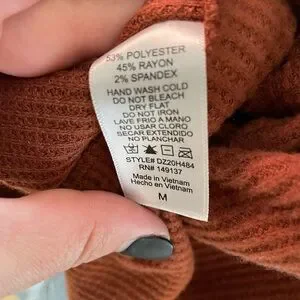 53% POLYESTER
45% RAYON
2% SPANDEX
HAND WASH COLD
DO NOT BLEACH
DRY FLAT
DO NOT IRON
LAVE FRIO A MANO
NO USAR CLORO
SECAR EXTENDIDO
NO PLANCHAR
STYLE# DZ20H484
RN# 149137
Made in Vietnam
Hecho en Vietnam
M